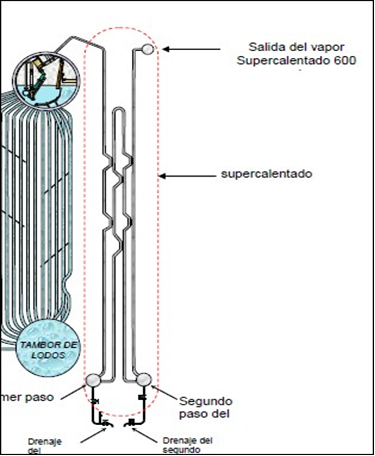 Salida del vapor
Supercalentado 600
supercalentado
TAMBOR DE
LODOS
mer paso
Segundo
paso del
Drenaje
del
Drenaje del
segundo